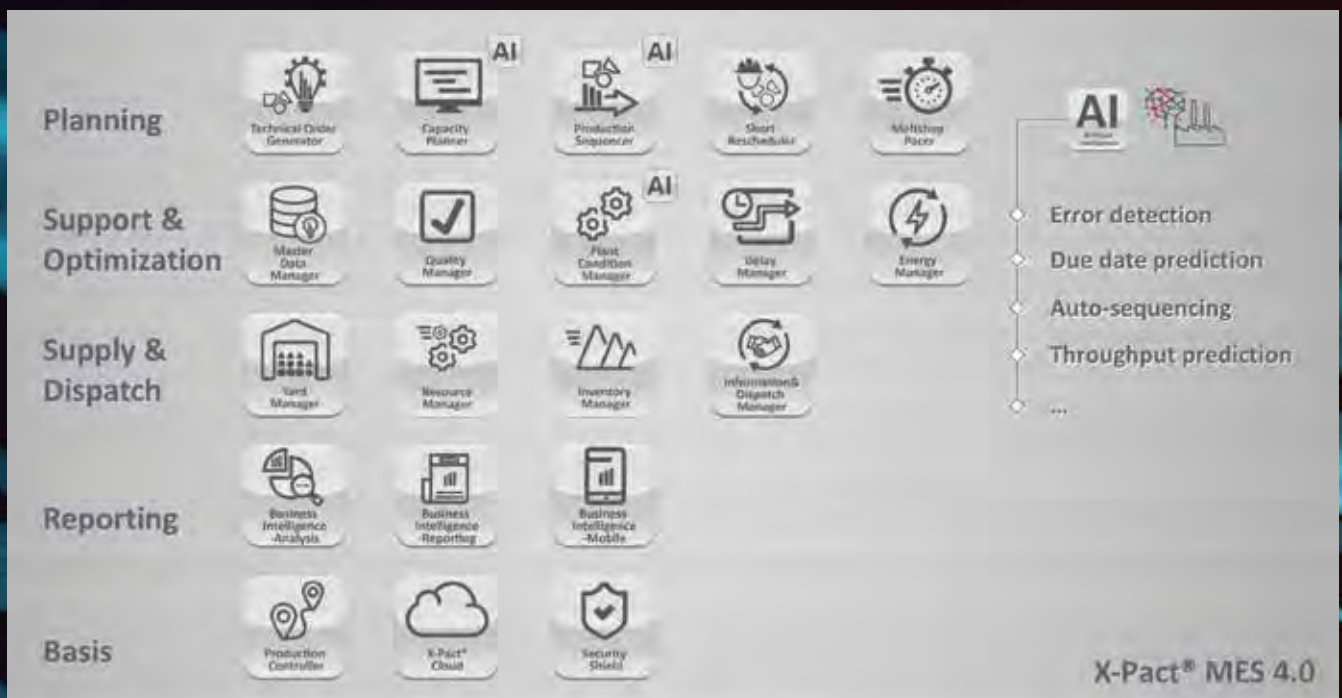 Planning
AI
AI
Technical Order
Generator
Capacity
Planner
Production
Sequencer
Short
Rescheduler
Meltshop
Pacer
Support &
Optimization
AI
Master
Data
Manager
Quality
Manager
Plant
Condition
Manager
Delay
Manager
Energy
Manager
Supply &
Dispatch
Yard
Manager
Resource
Manager
Inventory
Manager
Information&
Dispatch
Manager
Reporting
Business
Intelligence
-Analysis
Business
Intelligence
-Reporting
Business
Intelligence
-Mobile
Basis
Production
Controller
X-Pact®
Cloud
Security
Shield
AI
Error detection
Due date prediction
Auto-sequencing
Throughput prediction
...
X-Pact® MES 4.0